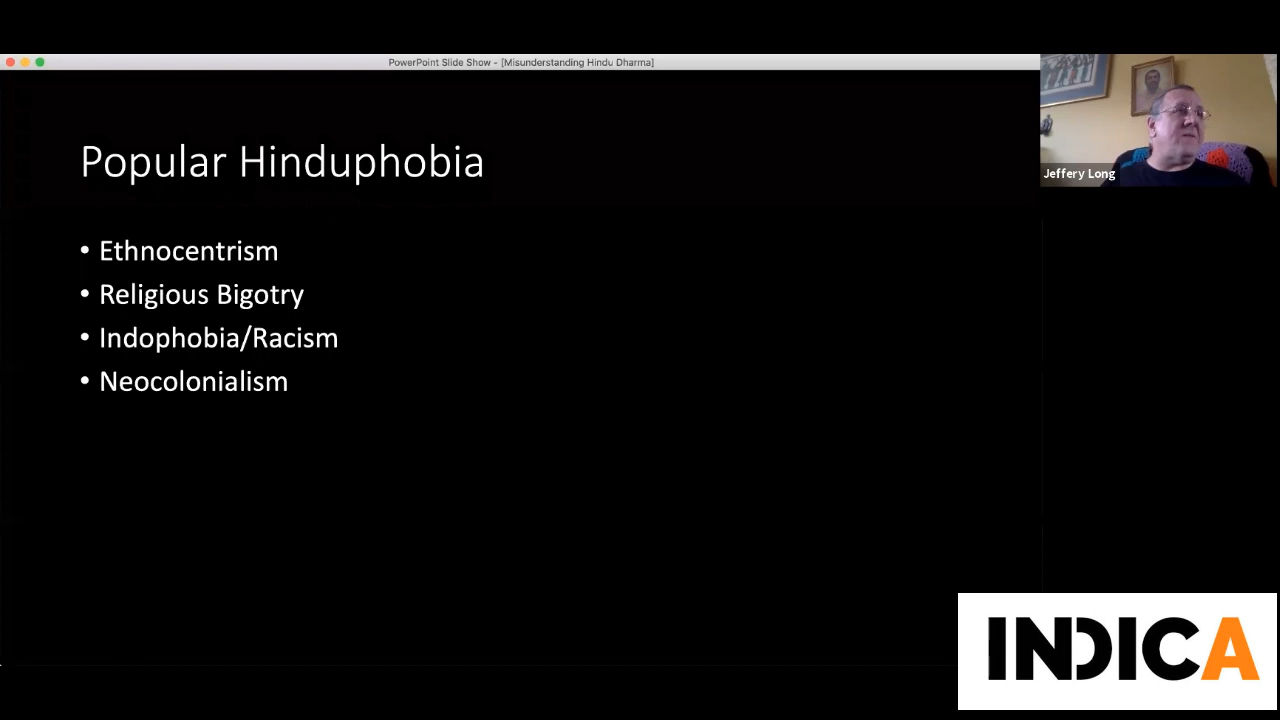 PowerPoint Slide Show - [Misunderstanding Hindu Dharma]
Popular Hinduphobia
• Ethnocentrism
• Religious Bigotry
• Indophobia/Racism
• Neocolonialism
Jeffery Long
INDICA